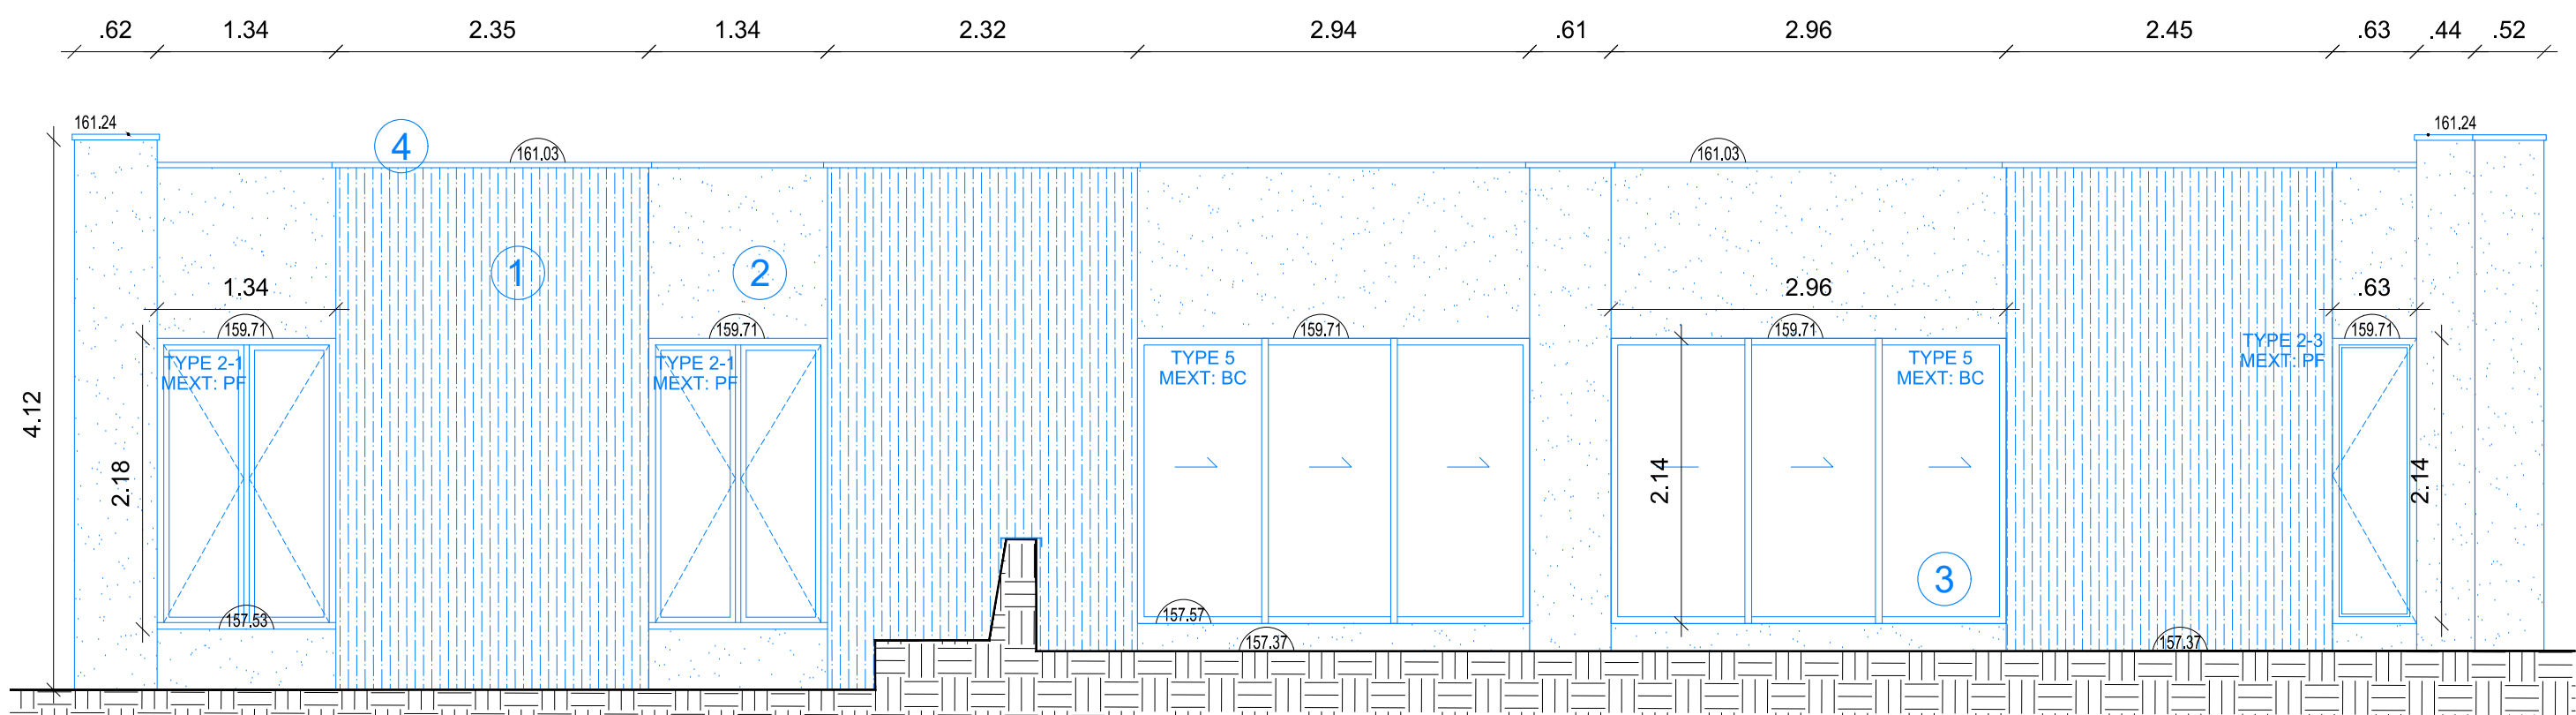 .62 1.34 2.35 1.34 2.32 2.94 .61 2.96 2.45 .63 .44 .52
161.24 161.24
4 161.03 161.03
1 2
1.34 2.96 .63
159.71 159.71 159.71 159.71 159.71
TYPE 2-1 TYPE 2-1 TYPE 5 TYPE 5 TYPE 2-3
MEXT: PF MEXT: PF MEXT: BC MEXT: BC MEXT: PF
4.12
2.18 2.14 2.14
3
157.53 157.57
157.37 157.37